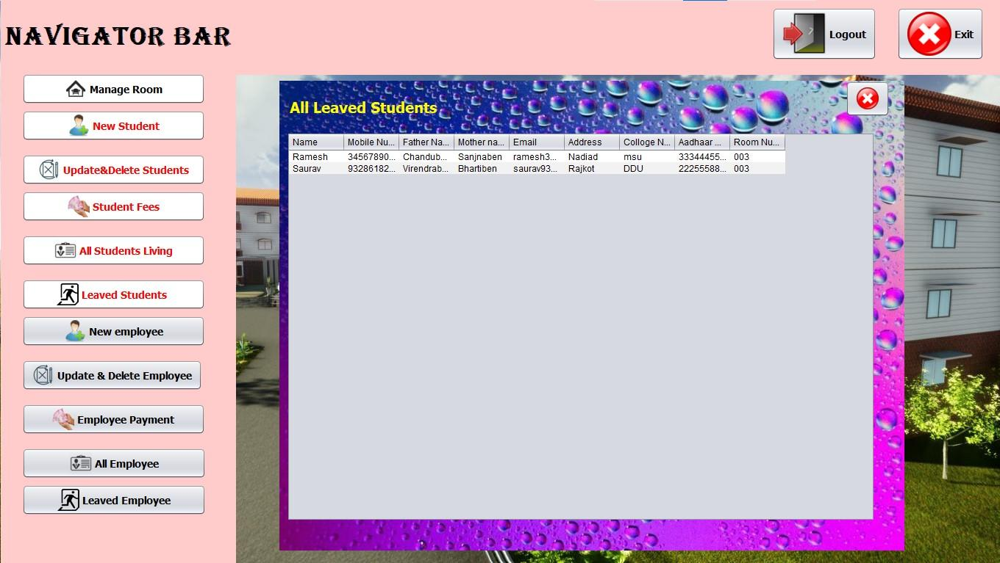 NAVIGATOR BAR
Logout
Exit
Manage Room
New Student
Update&Delete Students
Student Fees
All Students Living
Leaved Students
New employee
Update & Delete Employee
Employee Payment
All Employee
Leaved Employee
All Leaved Students
Name Mobile Nu... Father Na... Mother na... Email Address Colloge N... Aadhaar ... Room Nu...
Ramesh 34567890... Chandub... Sanjnaben ramesh3... Nadiad msu 33344455... 003
Saurav 93286182... Virendrab... Bhartiben saurav93... Rajkot DDU 22255588... 003